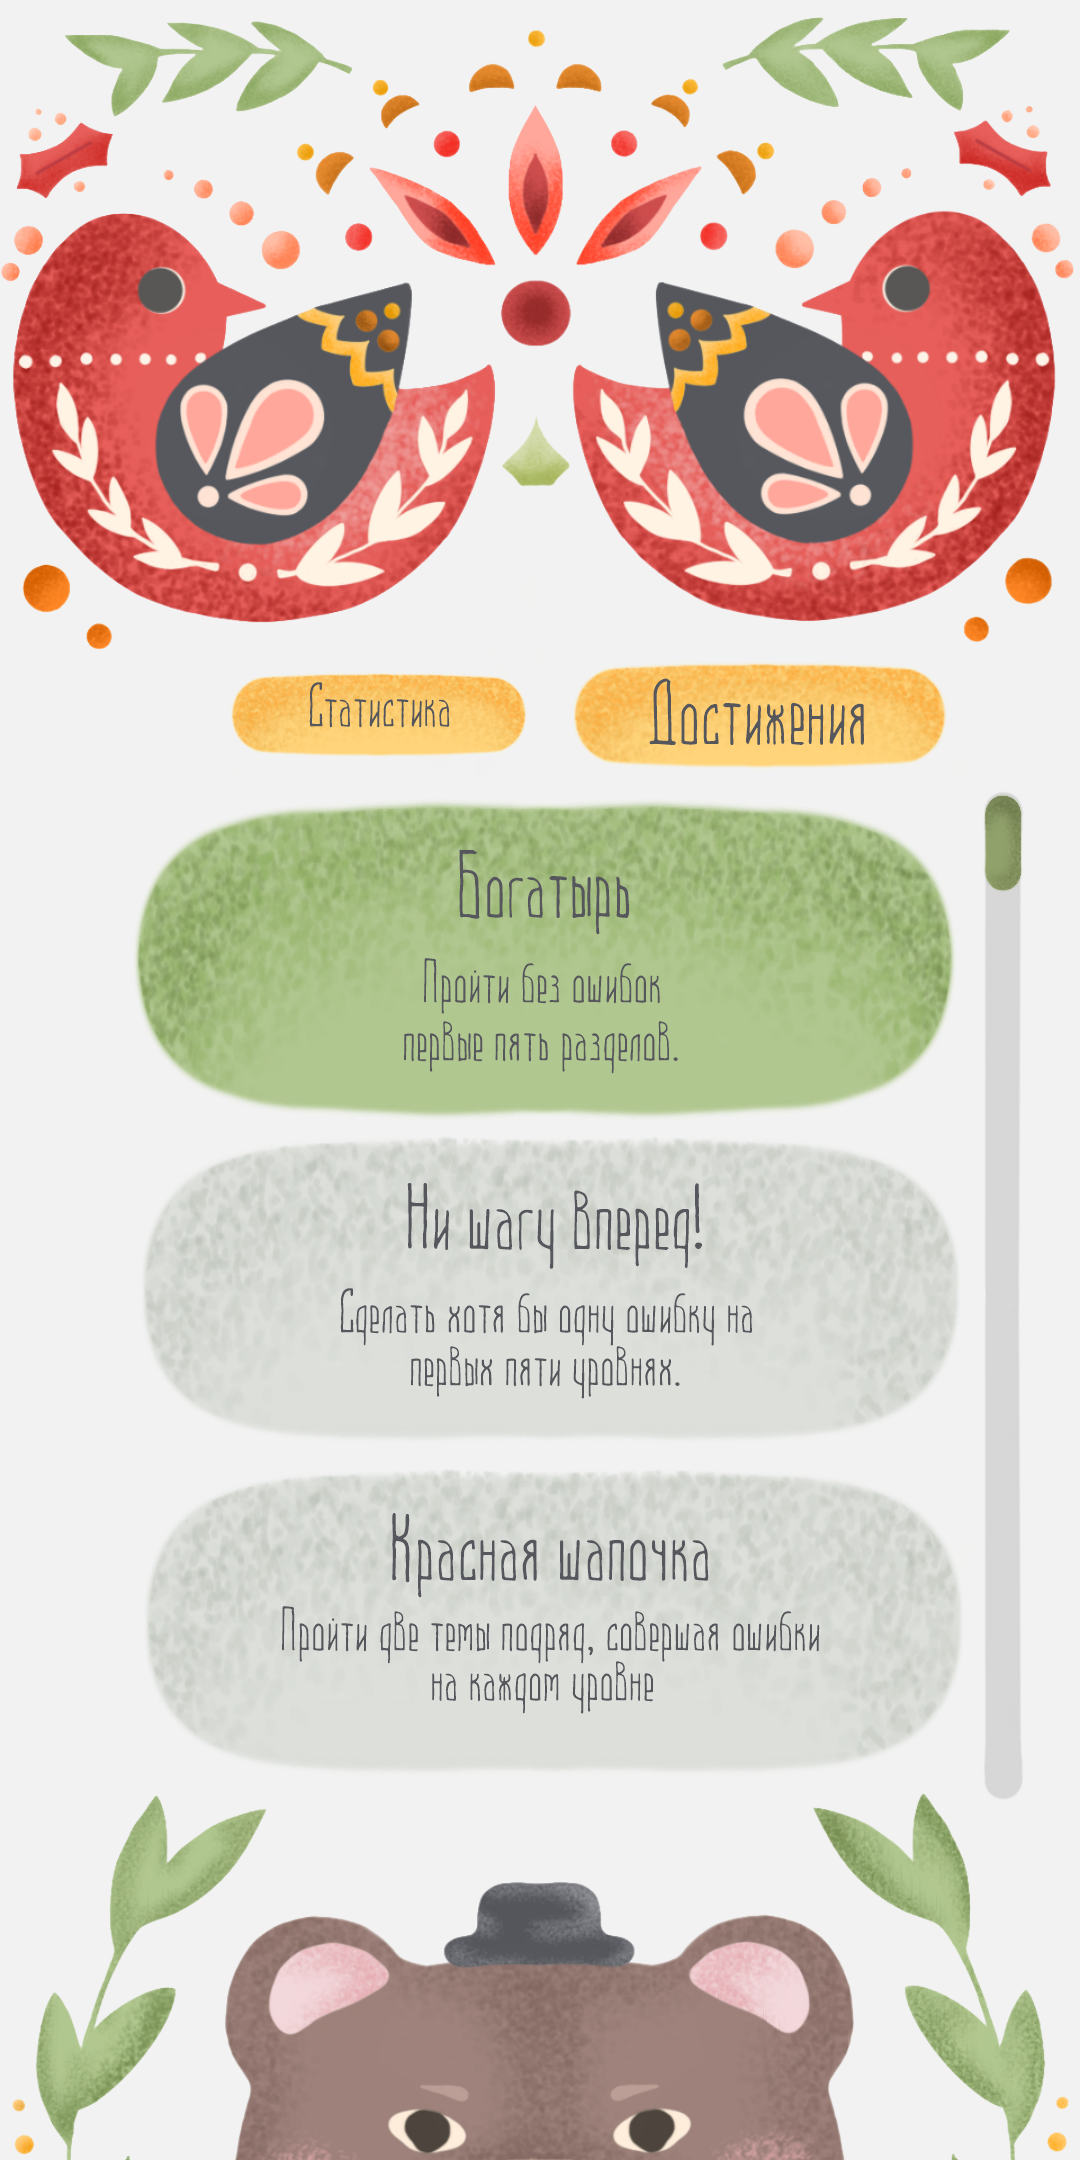 Статистика
Достижения
Богатырь
Пройти без ошибок
первые пять разделов.
Ни шагу вперед!
Сделать хотя бы одну ошибку на
первых пяти уровнях.
Красная шапочка
Пройти две темы подряд, совершая ошибки
на каждом уровне